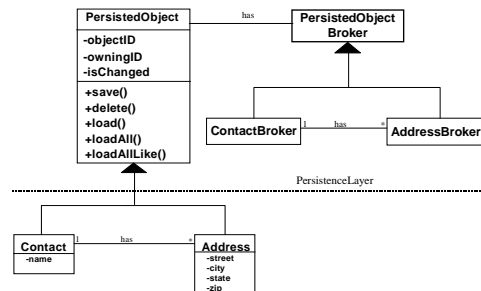 PersistedObject
-objectID
-owningID
-isChanged
+save()
+delete()
+load()
+loadAll()
+loadAllLike()
has
PersistedObject
Broker
ContactBroker
1
has
*
AddressBroker
PersistenceLayer
Contact
-name
1
has
*
Address
-street
-city
-state
-zip